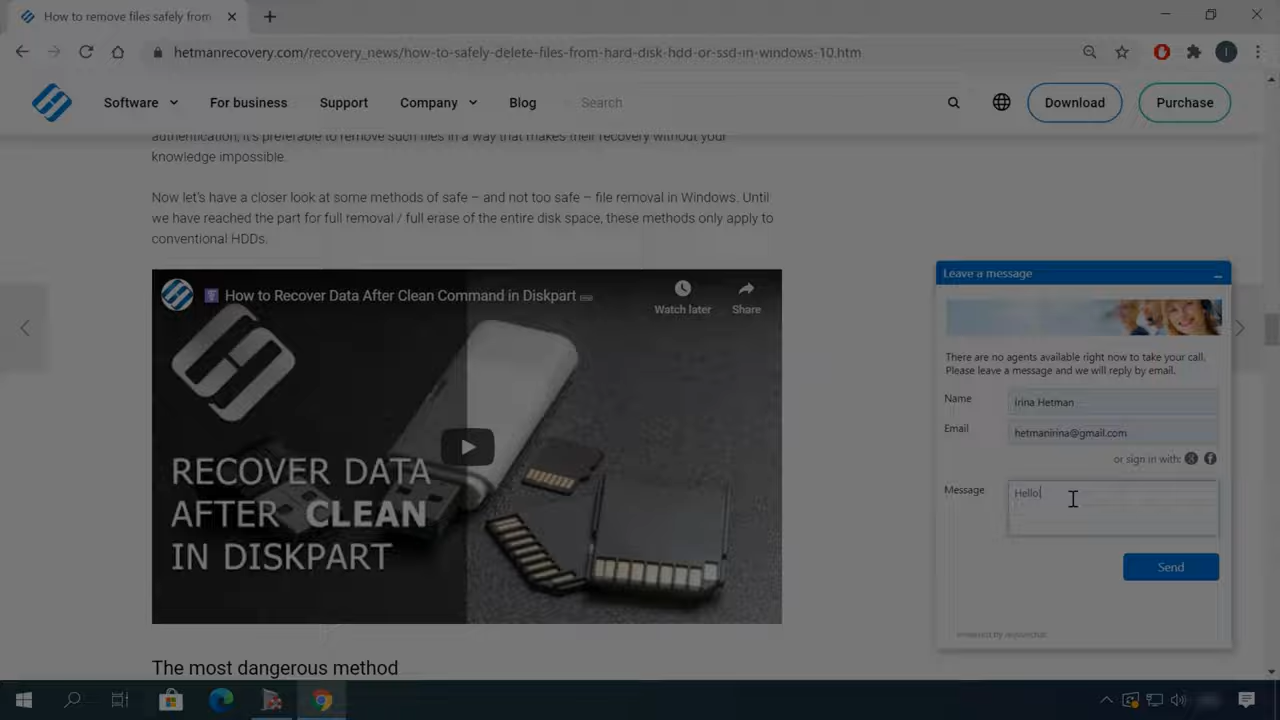 How to remove files safely from
hetmanrecovery.com/recovery_news/how-to-safely-delete-files-from-hard-disk-hdd-or-ssd-in-windows-10.htm
I
Software
For business
Support
Company
Blog
Search
Download
Purchase
authentication, it's preferable to remove such files in a way that makes their recovery without your
knowledge impossible.
Now let's have a closer look at some methods of safe – and not too safe – file removal in Windows. Until
we have reached the part for full removal / full erase of the entire disk space, these methods only apply to
conventional HDDs.
How to Recover Data After Clean Command in Diskpart
Watch later
Share
RECOVER DATA
AFTER CLEAN
IN DISKPART
The most dangerous method
Leave a message
There are no agents available right now to take your call.
Please leave a message and we will reply by email.
Name
Irina Hetman
Email
hetmanirina@gmail.com
or sign in with:
Message
Hello
Send